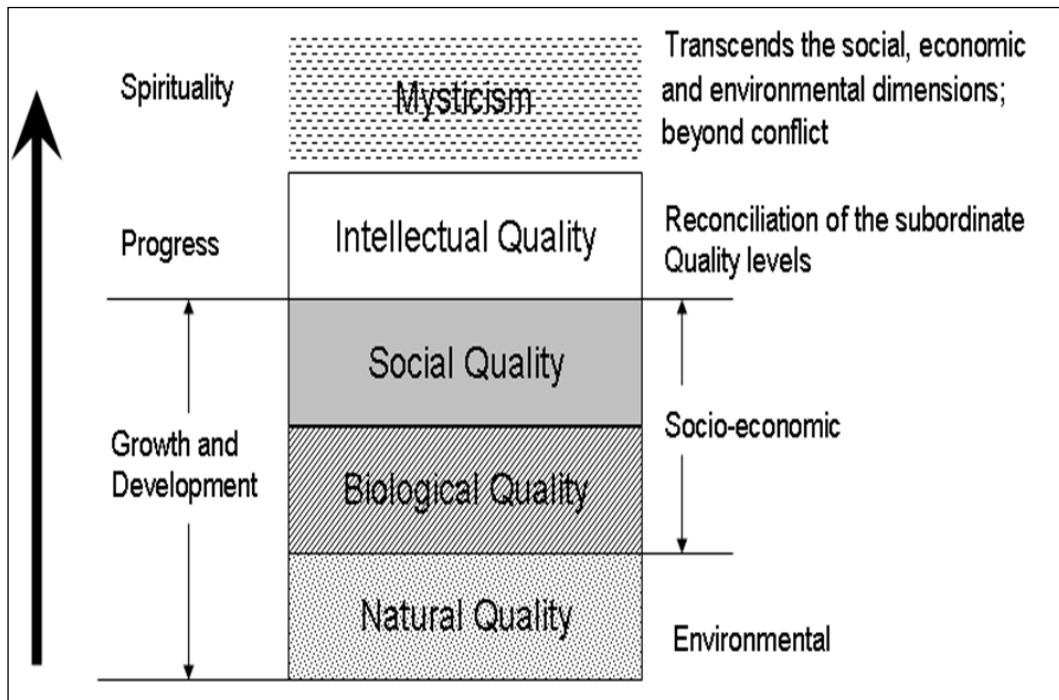 Spirituality
Mysticism
Transcends the social, economic
and environmental dimensions;
beyond conflict
Progress
Intellectual Quality
Reconciliation of the subordinate
Quality levels
Growth and
Development
Social Quality
Biological Quality
Natural Quality
Socio-economic
Environmental